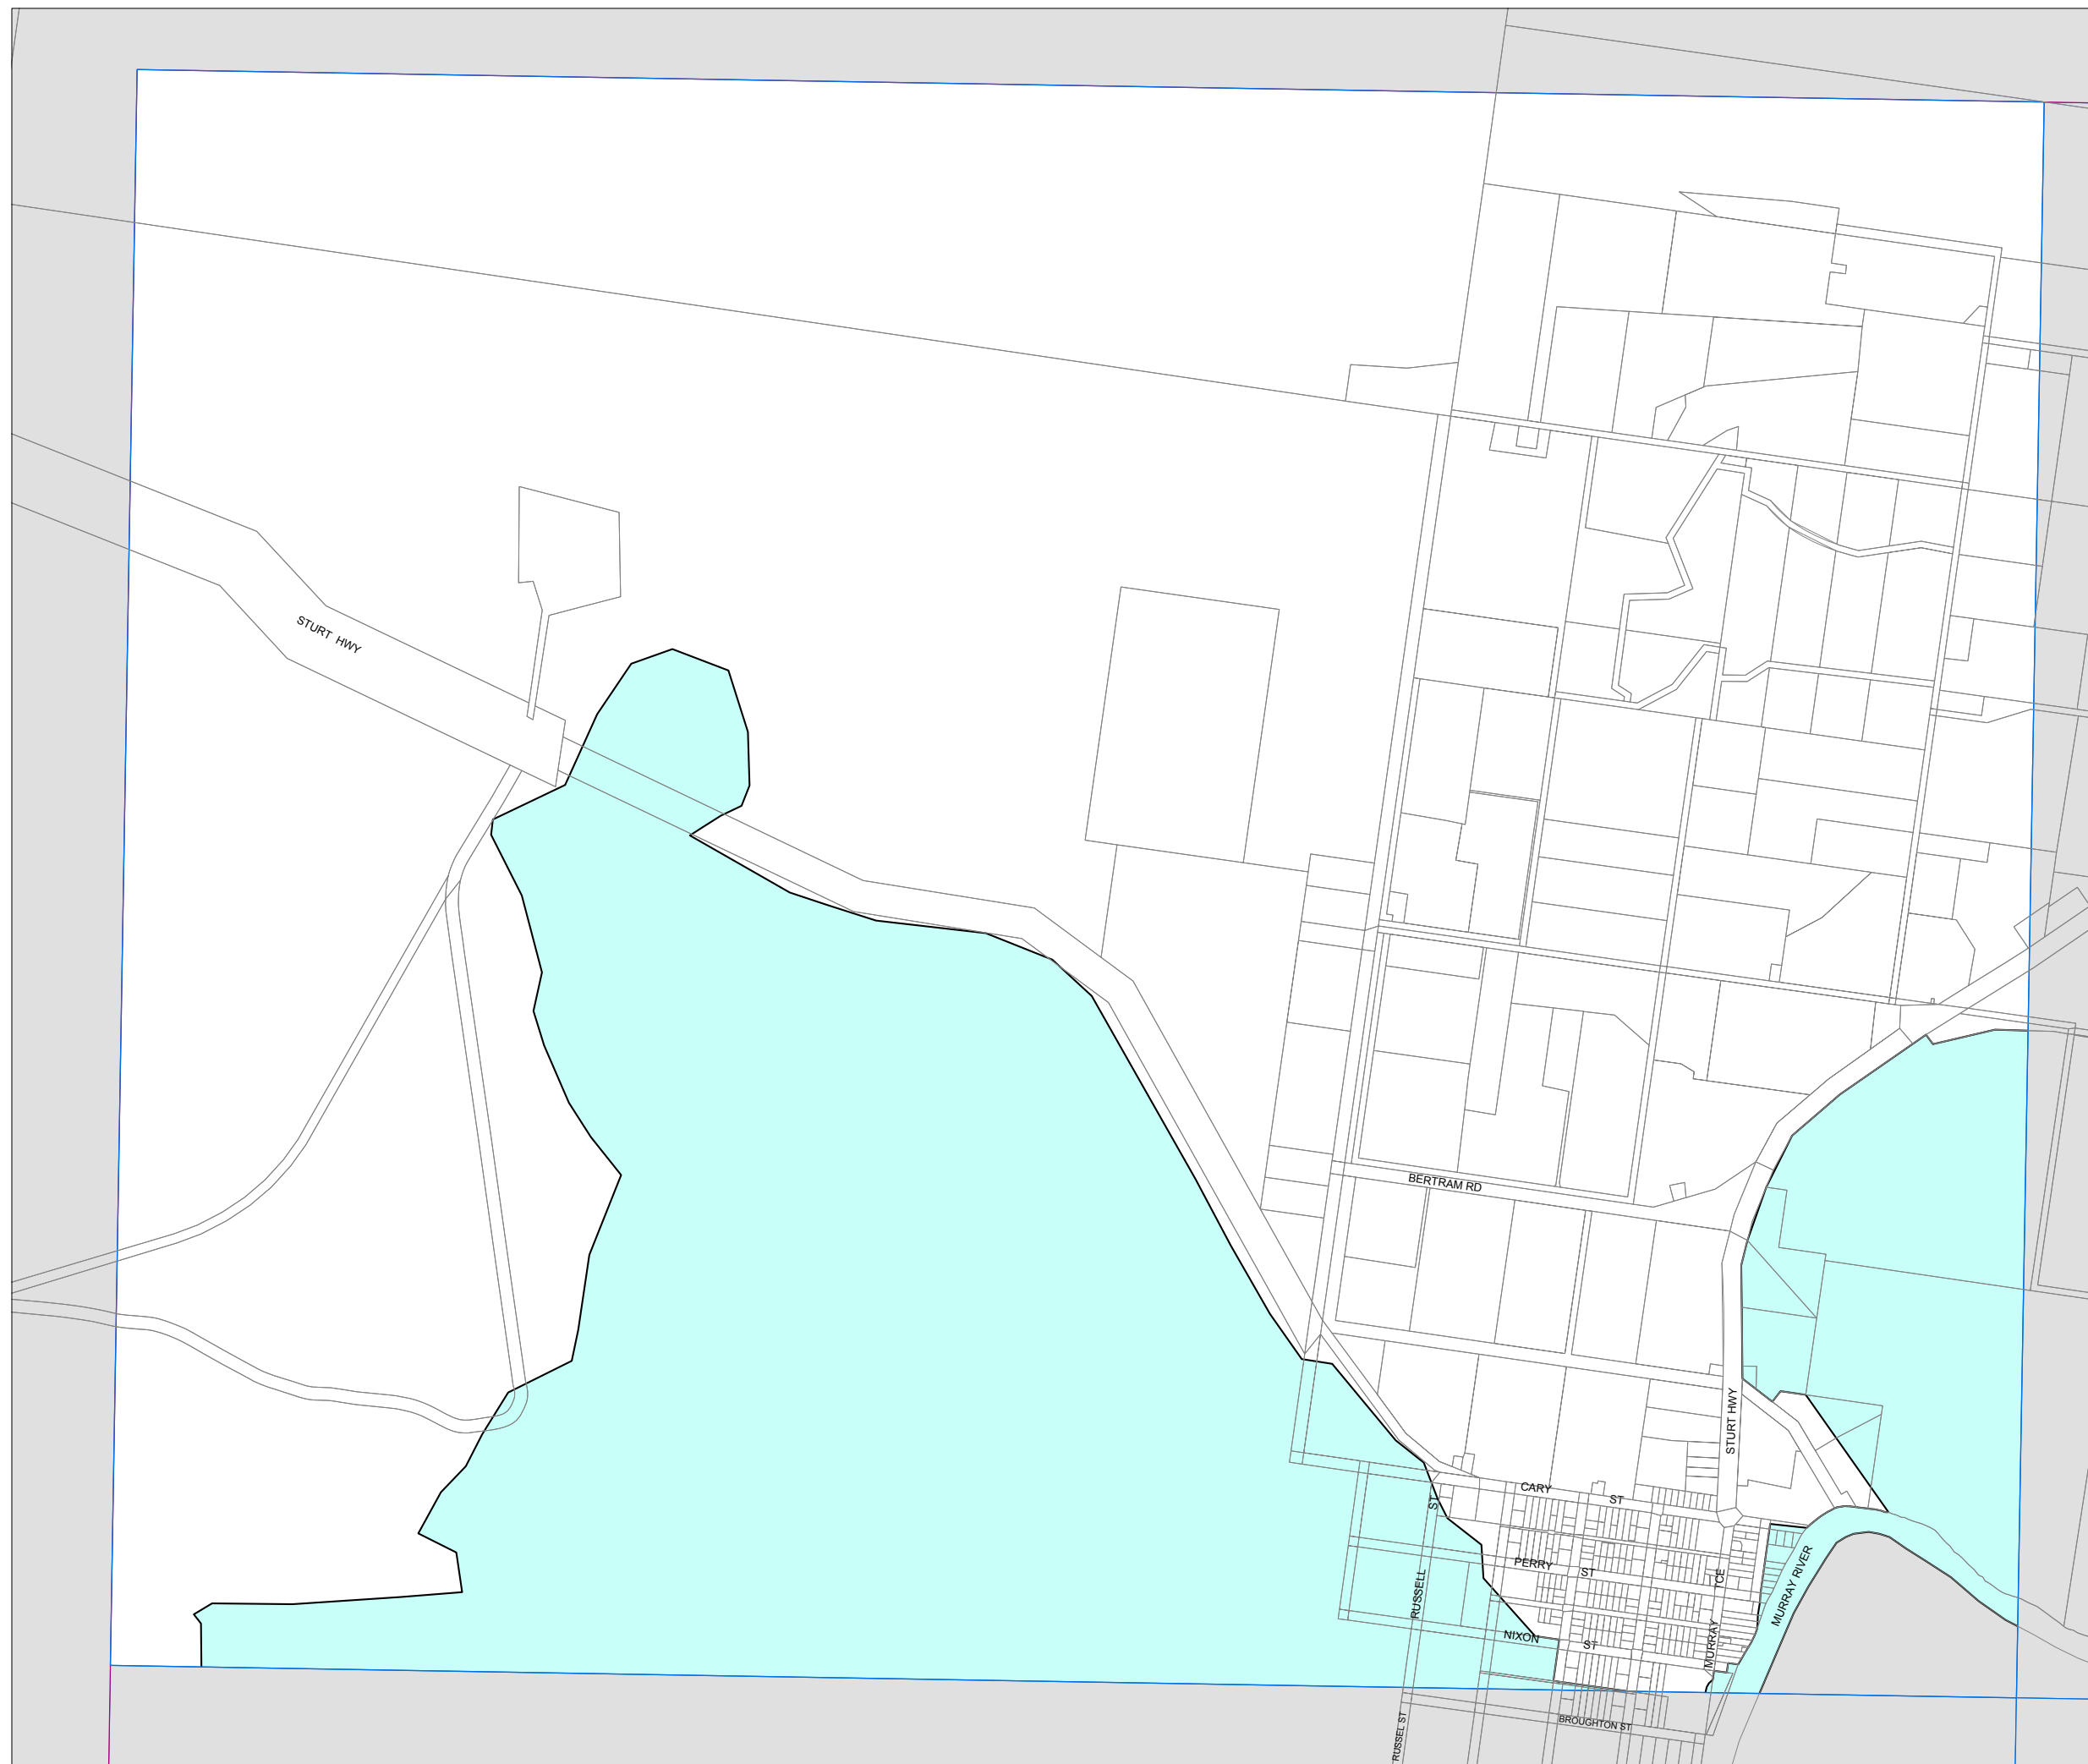 STURT HWY
BERTRAM RD
STURT HWY
CARY ST
ST
PERRY ST
RUSSELL
TCE
MURRAY RIVER
MURRAY
NIXON ST
BROUGHTON ST
RUSSEL ST